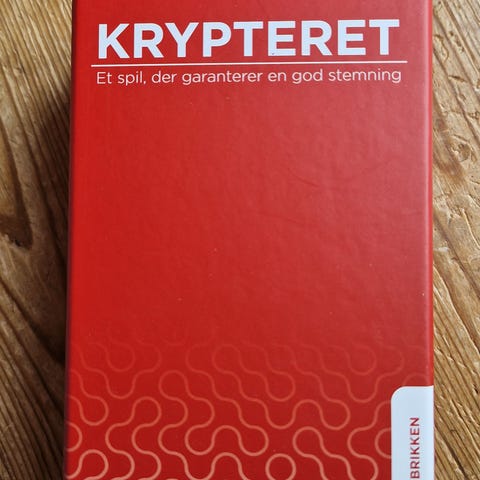 KRYPTERET
Et spil, der garanterer en god stemning
BRIKKEN